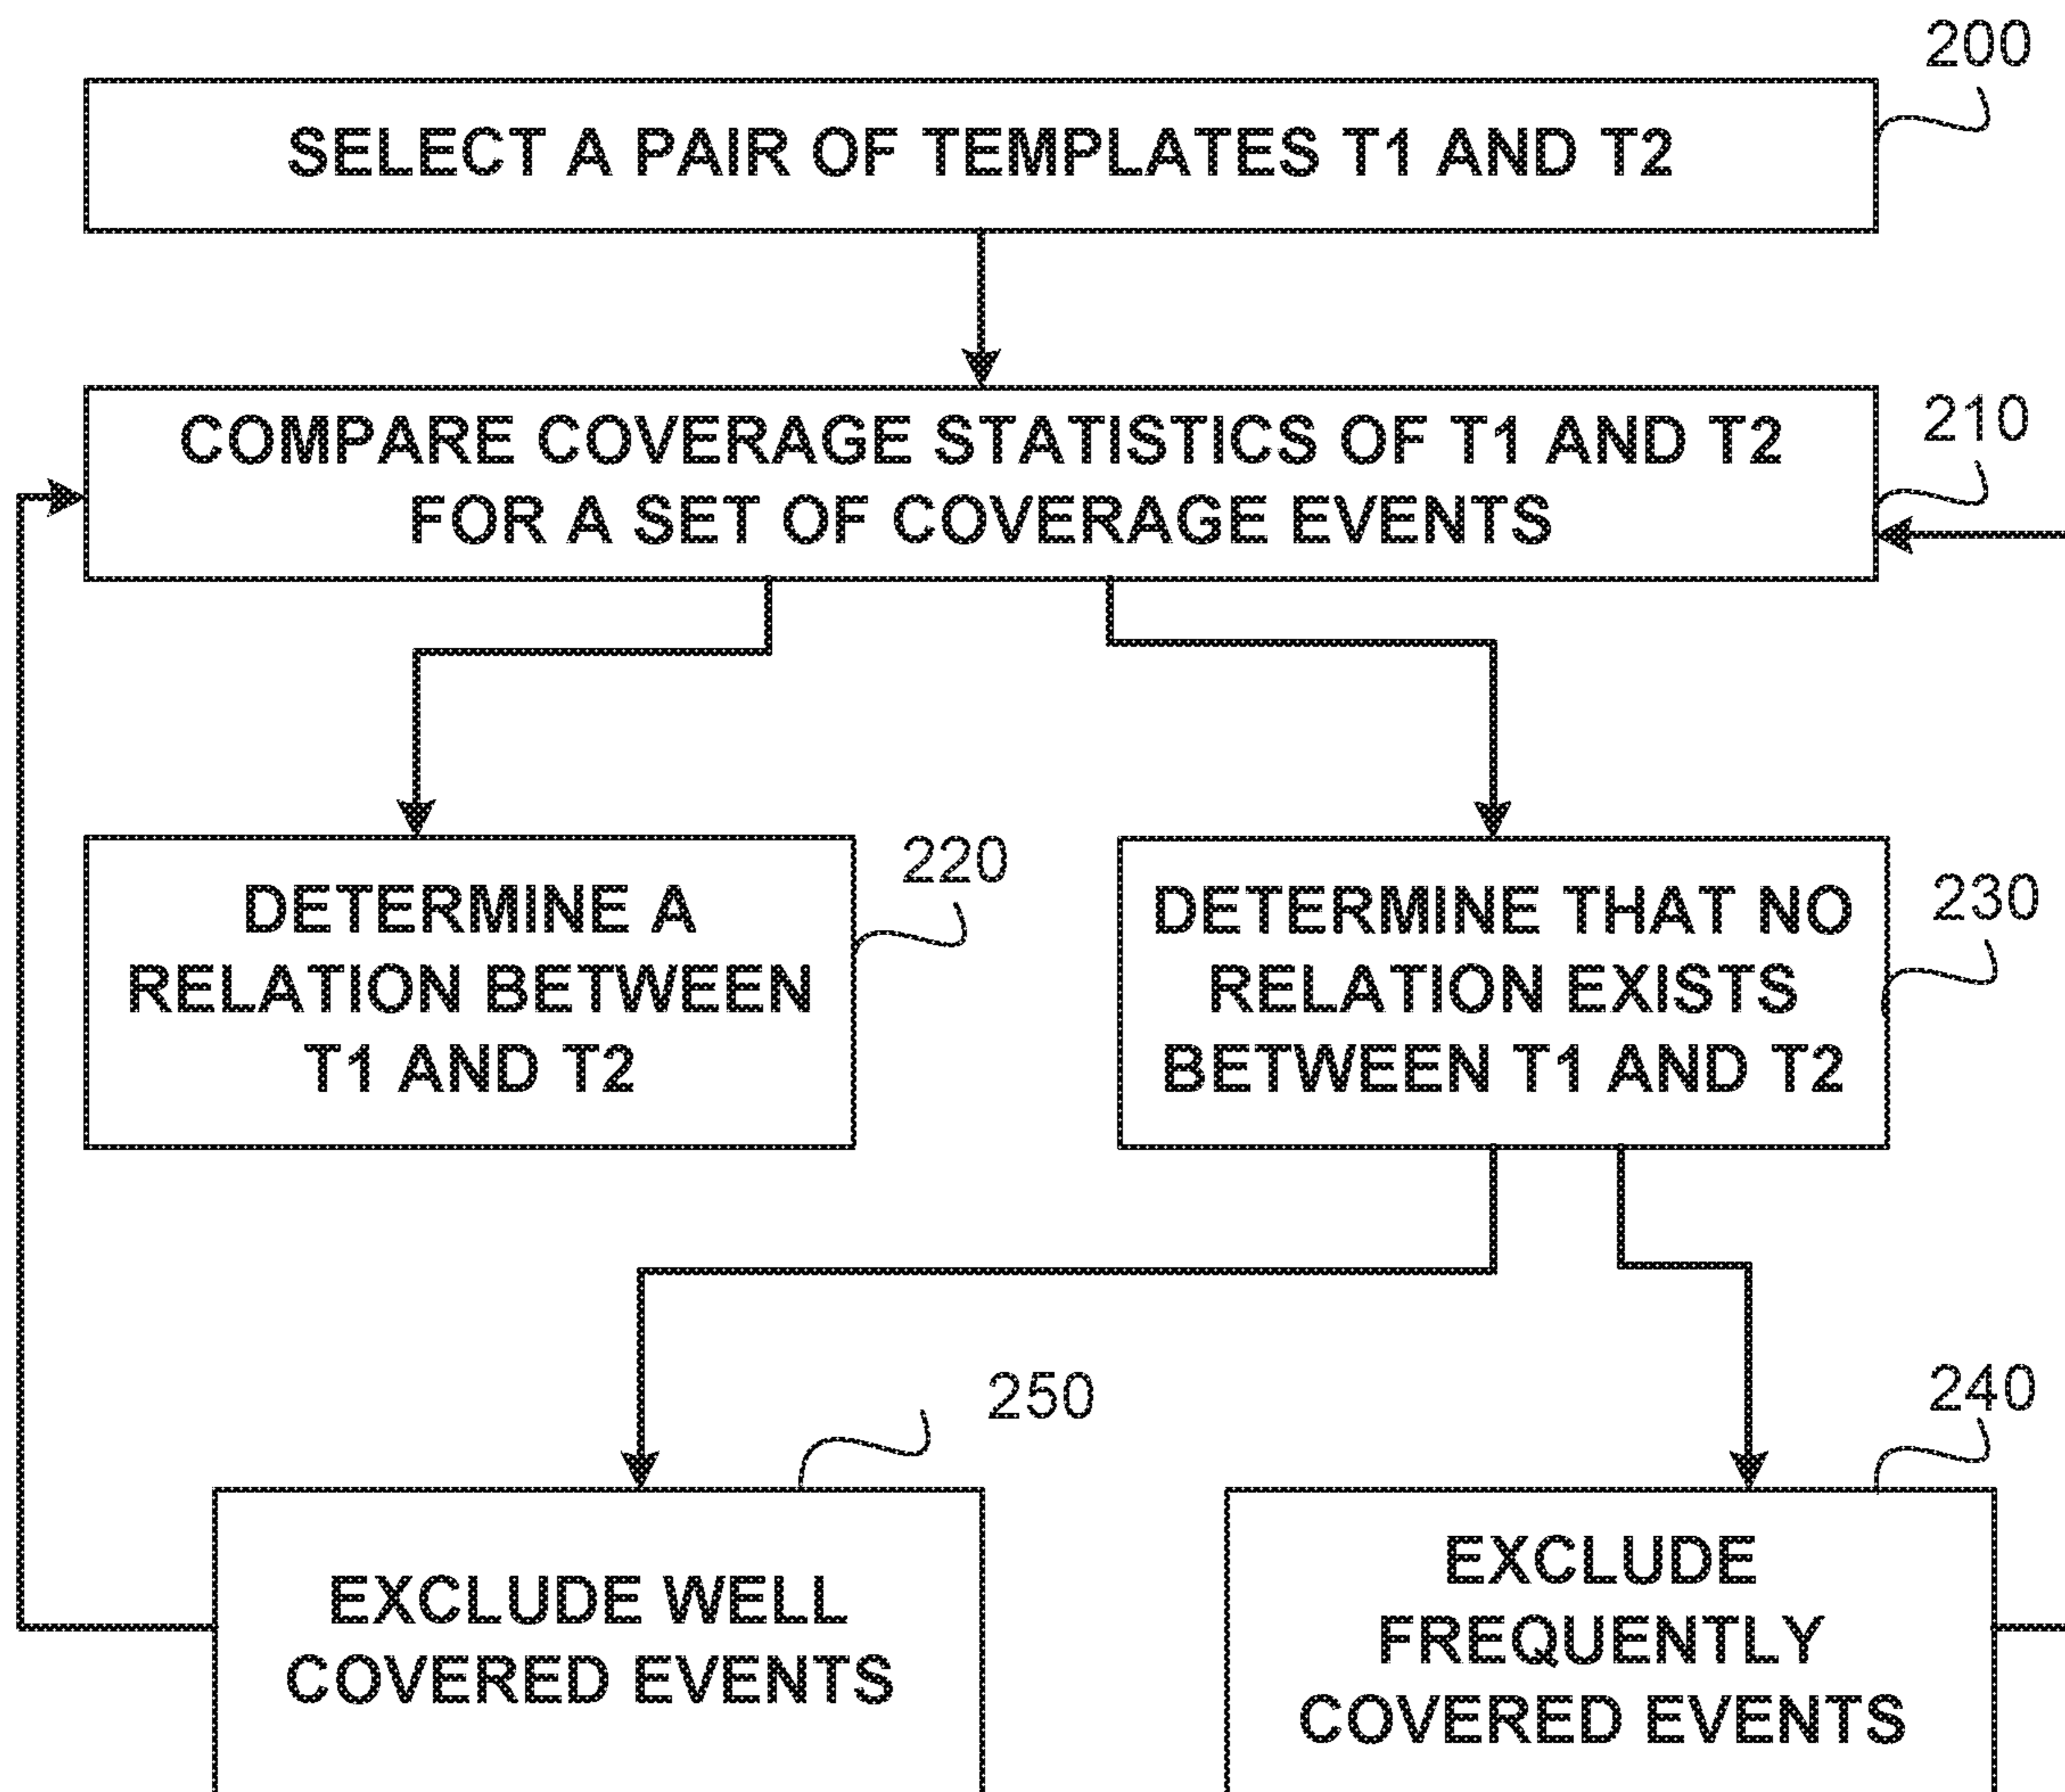 200
SELECT A PAIR OF TEMPLATES T1 AND T2
COMPARE COVERAGE STATISTICS OF T1 AND T2
FOR A SET OF COVERAGE EVENTS
210
DETERMINE A
RELATION BETWEEN
T1 AND T2
220
DETERMINE THAT NO
RELATION EXISTS
BETWEEN T1 AND T2
230
250
EXCLUDE WELL
COVERED EVENTS
240
EXCLUDE
FREQUENTLY
COVERED EVENTS